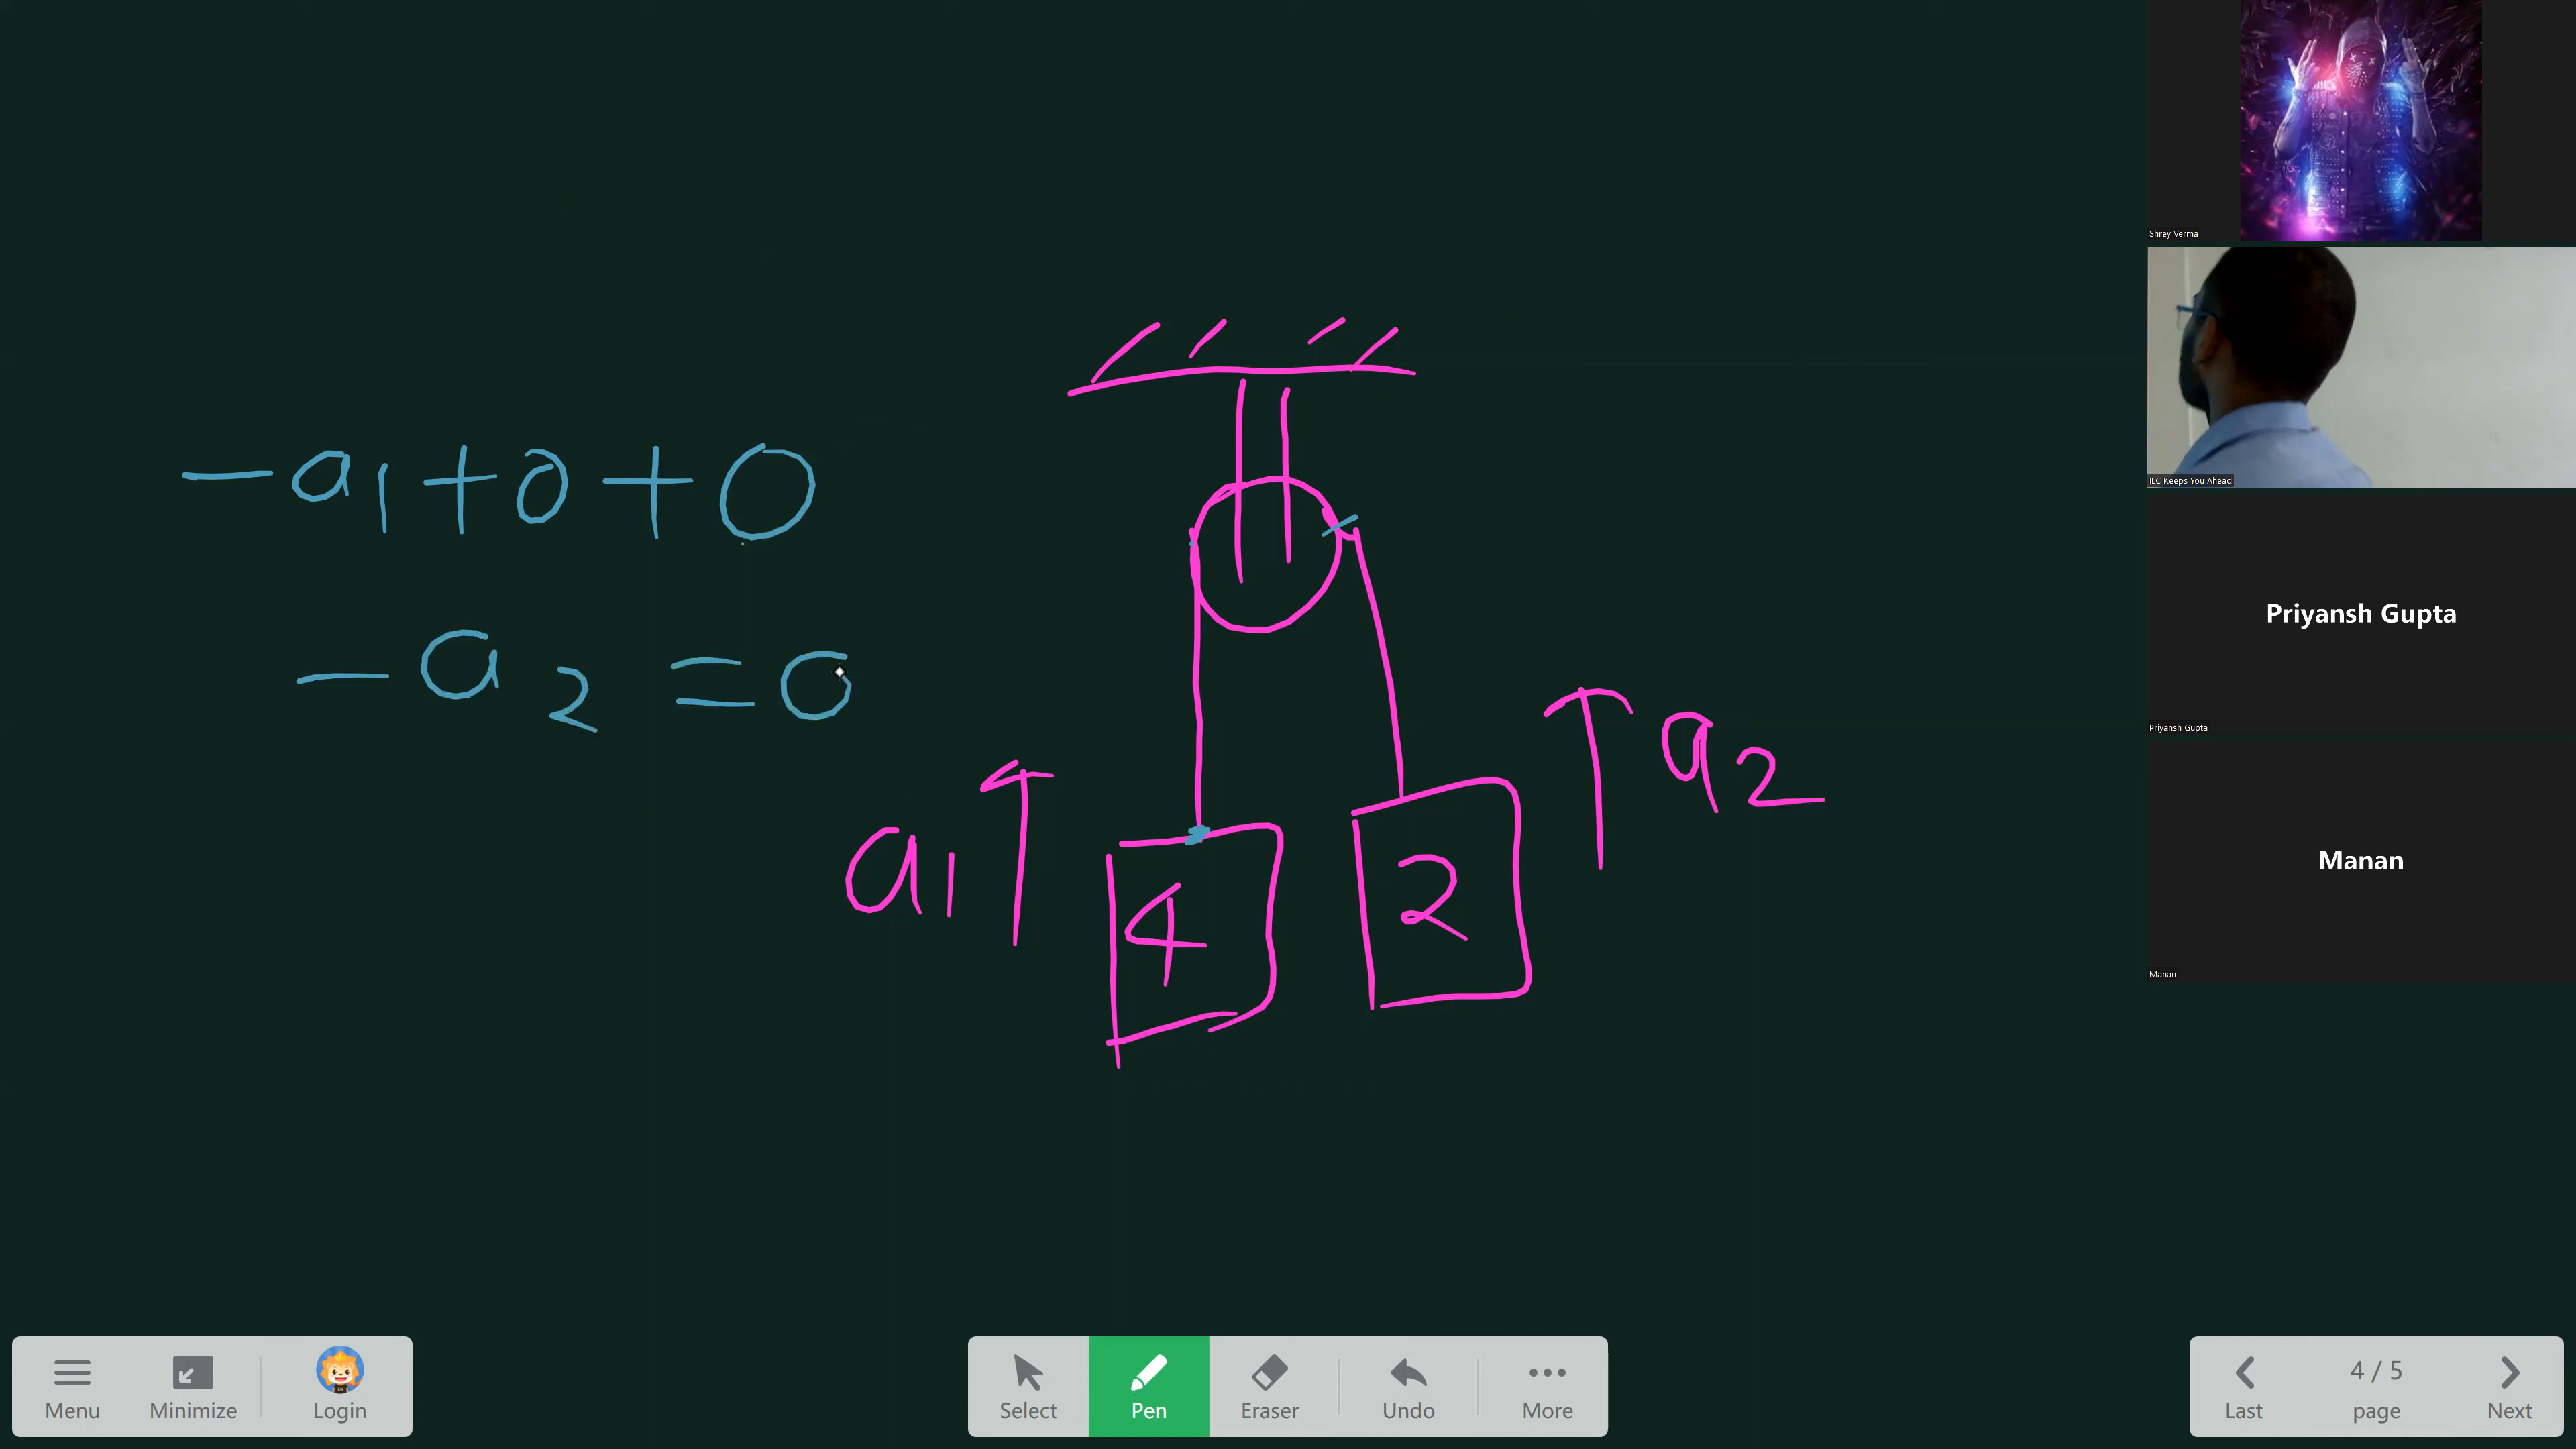 Shrey Verma
-a1+0+0
ILC Keeps You Ahead
Priyansh Gupta
-a2=0
a2
Priyansh Gupta
a1
2
4
Manan
Manan
Menu
Minimize
Login
Select
Pen
Eraser
Undo
More
4 / 5
Last
page
Next